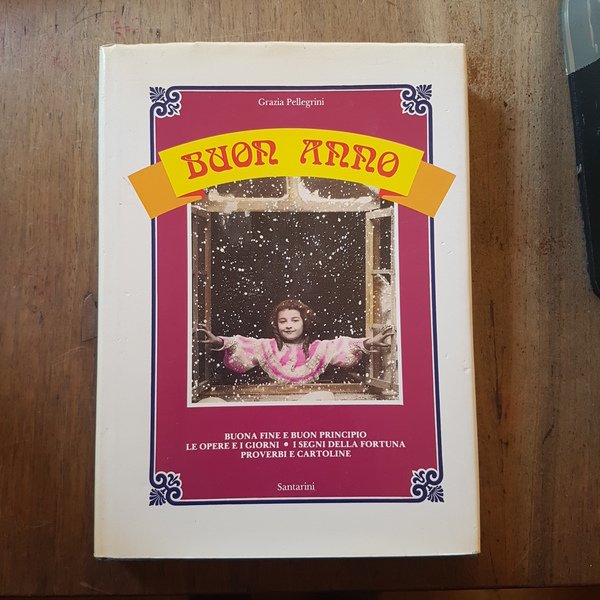 Grazia Pellegrini
BUON ANNO
BUONA FINE E BUON PRINCIPIO
LE OPERE E I GIORNI • I SEGNI DELLA FORTUNA
PROVERBI E CARTOLINE
Santarini